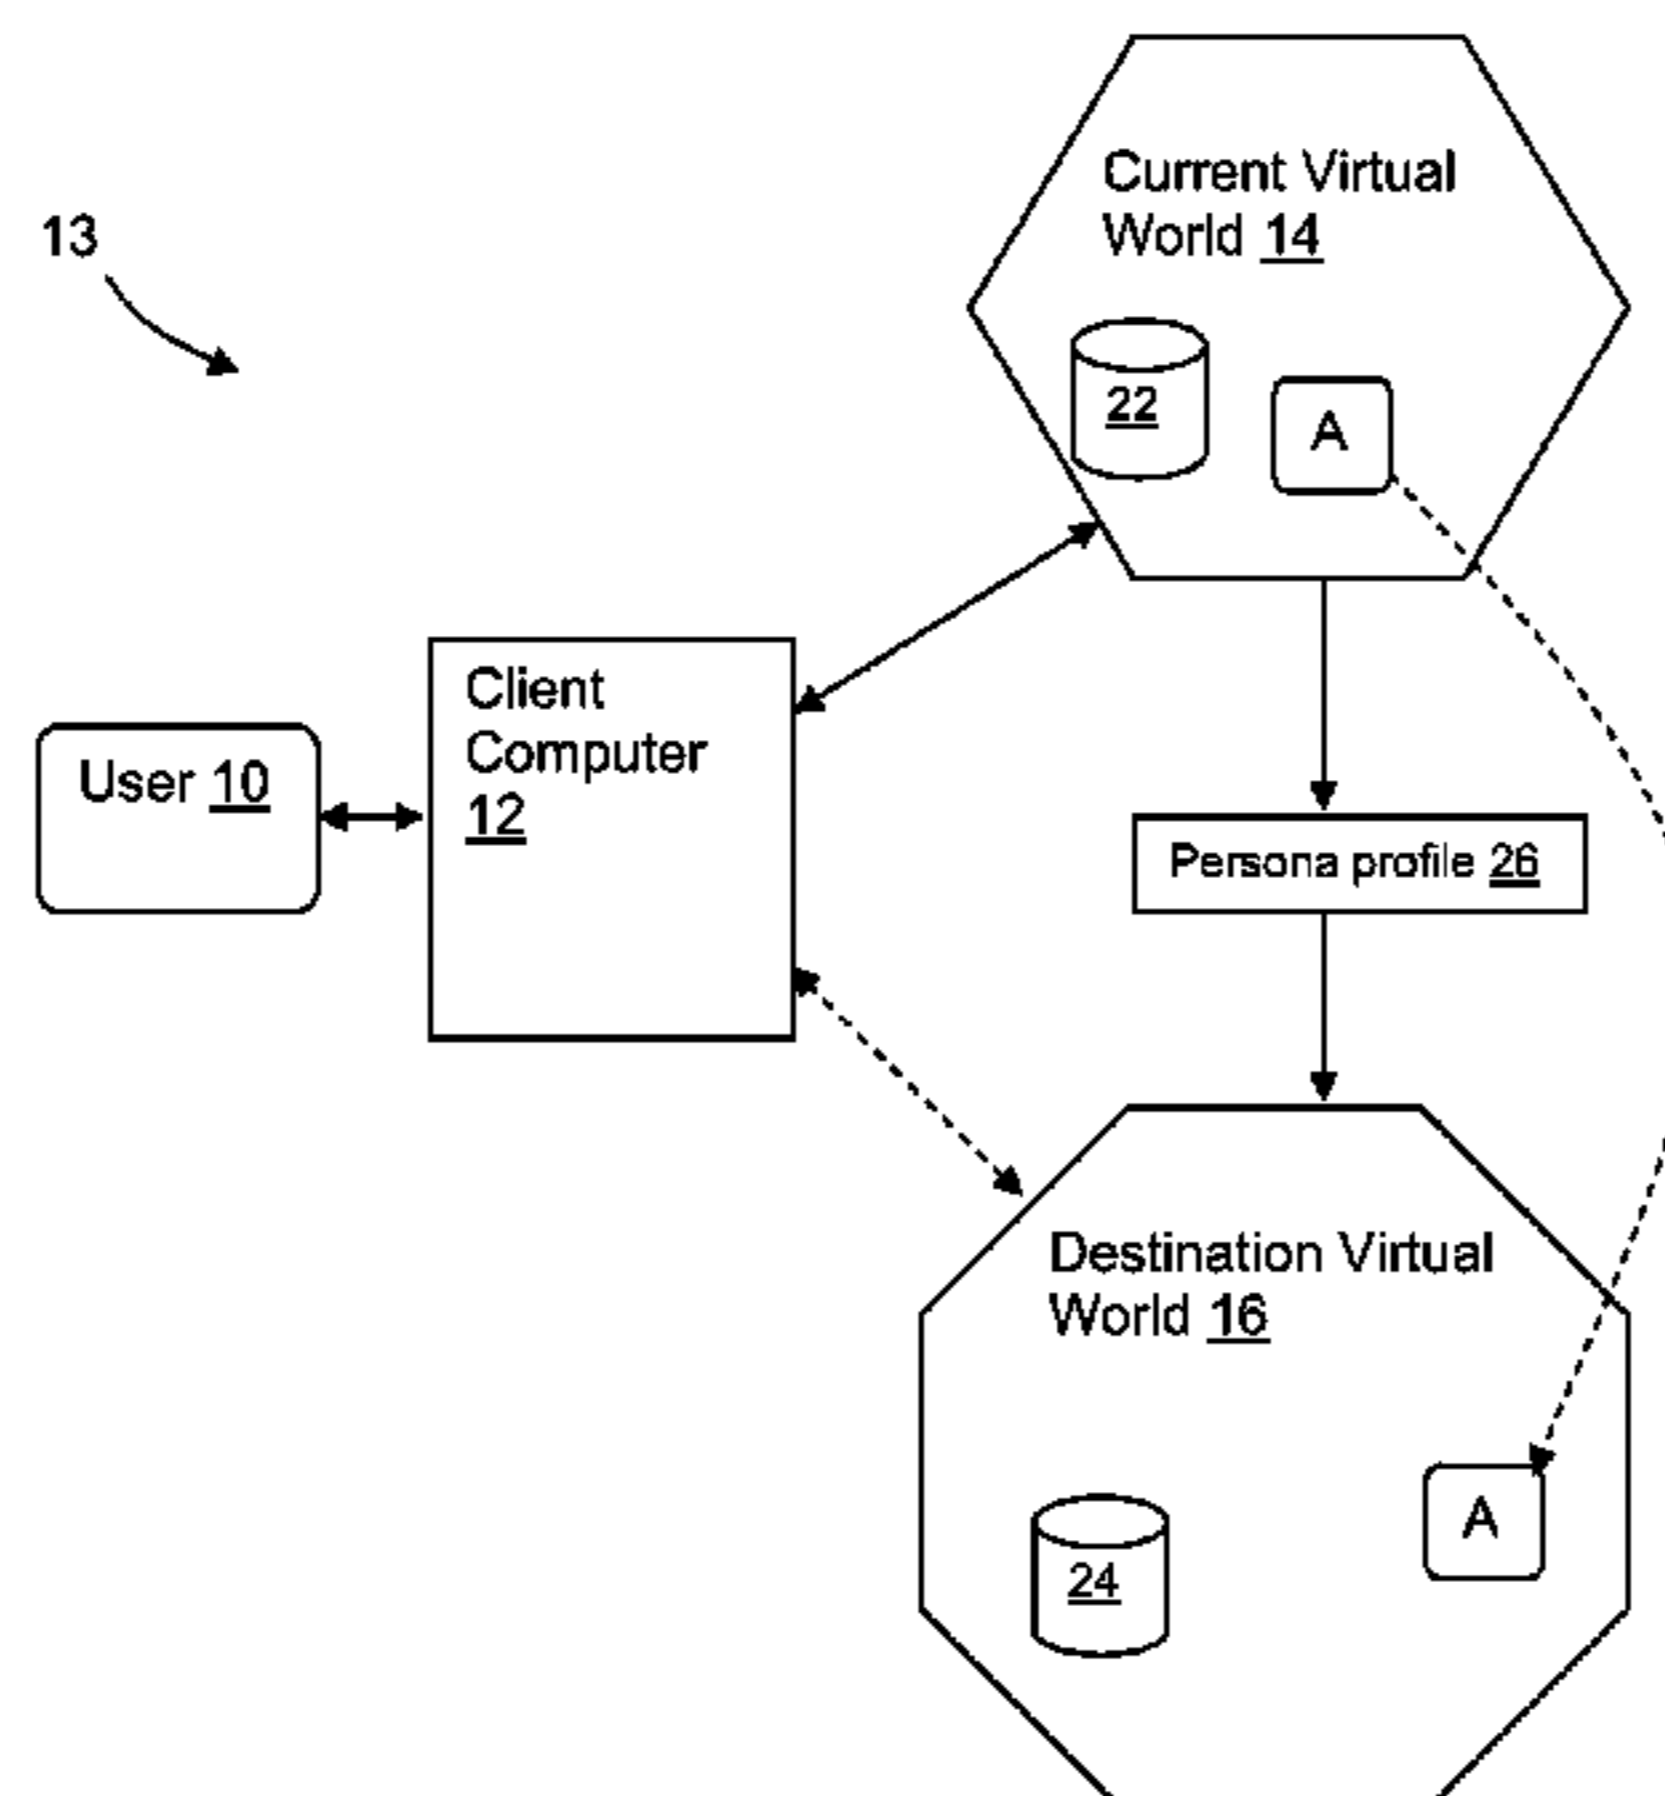 Current Virtual
World 14
13
22
A
Client
Computer
12
User 10
Persona profile 26
Destination Virtual
World 16
A
24